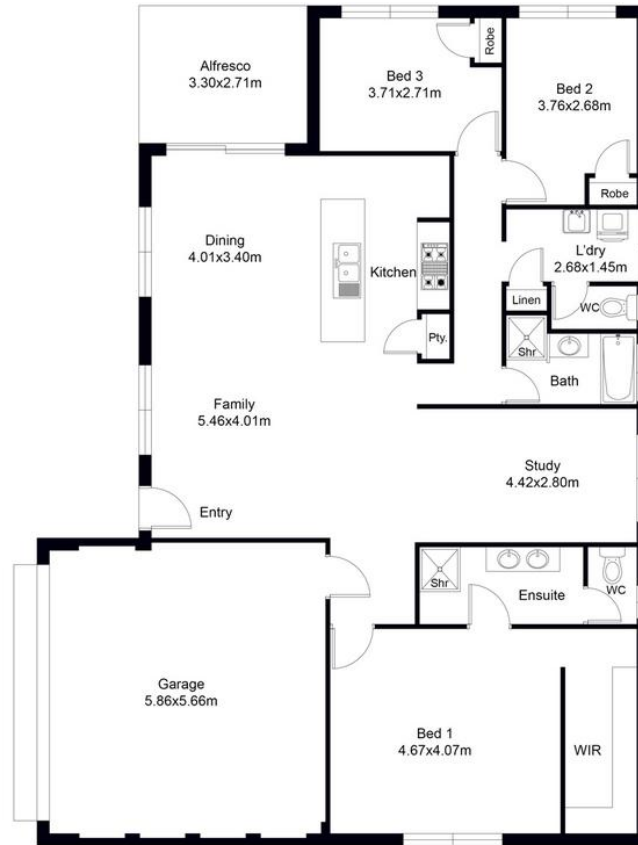 Alfresco
3.30x2.71m
Bed 3
3.71x2.71m
Robe
Bed 2
3.76x2.68m
Robe
Dining
4.01x3.40m
Kitchen
L'dry
2.68x1.45m
Linen
WC
Pty.
Shr
Bath
Family
5.46x4.01m
Study
4.42x2.80m
Entry
Shr
Ensuite
WC
Garage
5.86x5.66m
Bed 1
4.67x4.07m
WIR